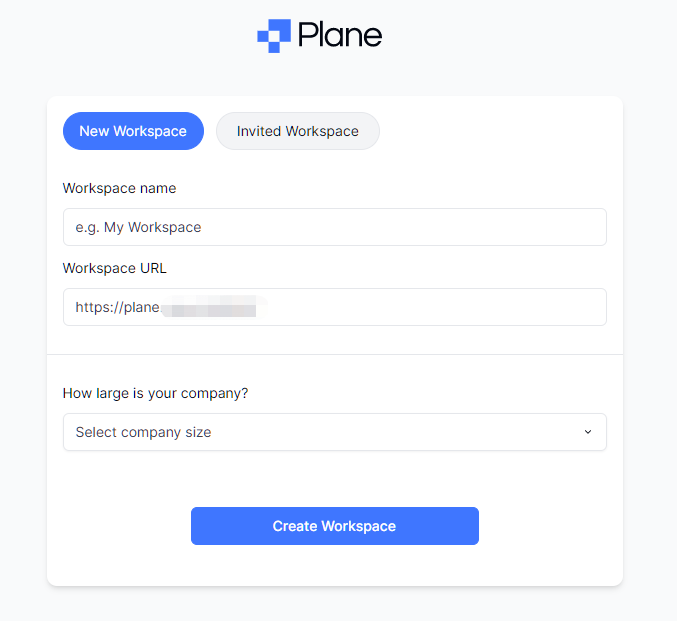 Plane
New Workspace Invited Workspace
Workspace name
e.g. My Workspace
Workspace URL
https://plane.
How large is your company?
Select company size
Create Workspace